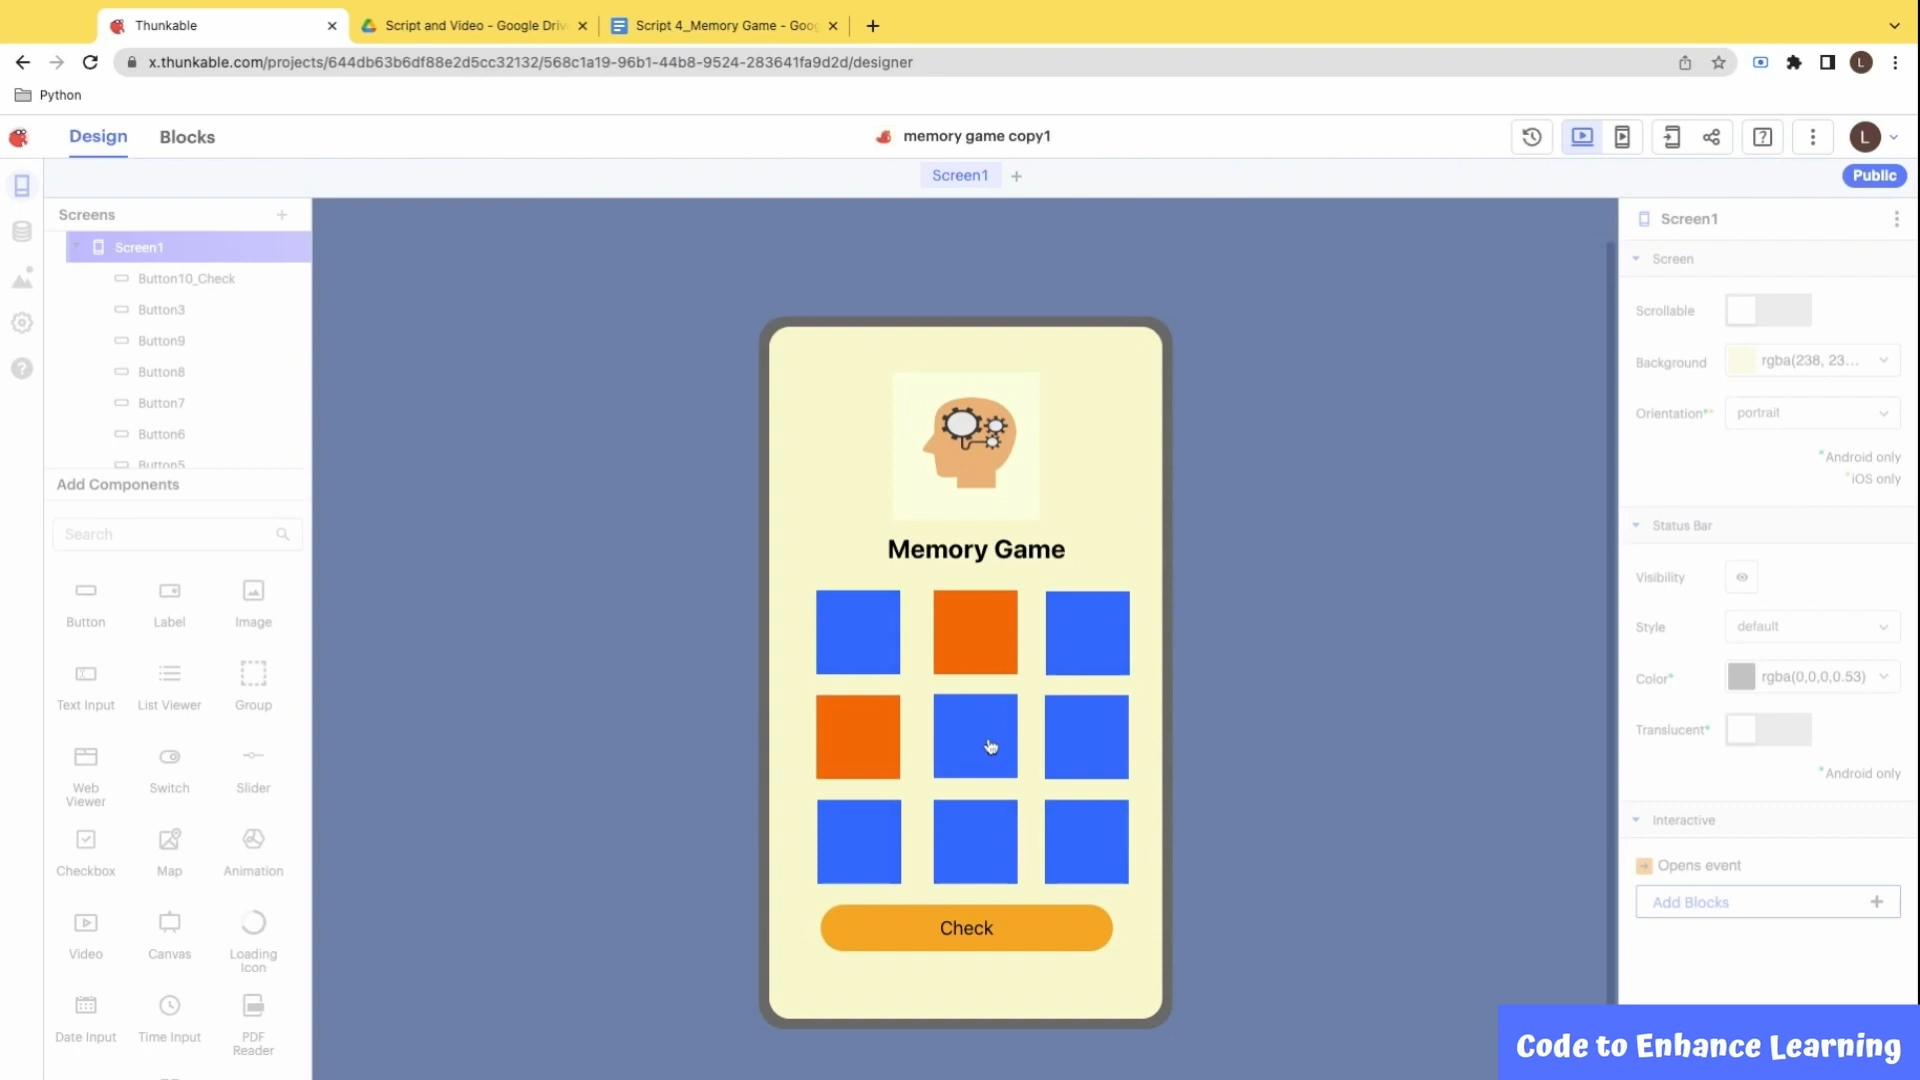 Thunkable
Script and Video - Google Driv
Script 4_Memory Game - Goog
x.thunkable.com/projects/644db63b6df88e2d5cc32132/568c1a19-96b1-44b8-9524-283641fa9d2d/designer
L
Python
Design
Blocks
memory game copy1
L
Screen1
Public
Screens
Screen1
Button10_Check
Button3
Button9
Button8
Button7
Button6
Button5
Add Components
Search
Button
Label
Image
Text Input
List Viewer
Group
Web Viewer
Switch
Slider
Checkbox
Map
Animation
Video
Canvas
Loading Icon
Date Input
Time Input
PDF Reader
Memory Game
Check
Screen1
Screen
Scrollable
Background
rgba(238, 23...
Orientation**
portrait
*Android only
*iOS only
Status Bar
Visibility
Style
default
Color*
rgba(0,0,0,0.53)
Translucent*
*Android only
Interactive
Opens event
Add Blocks
Code to Enhance Learning